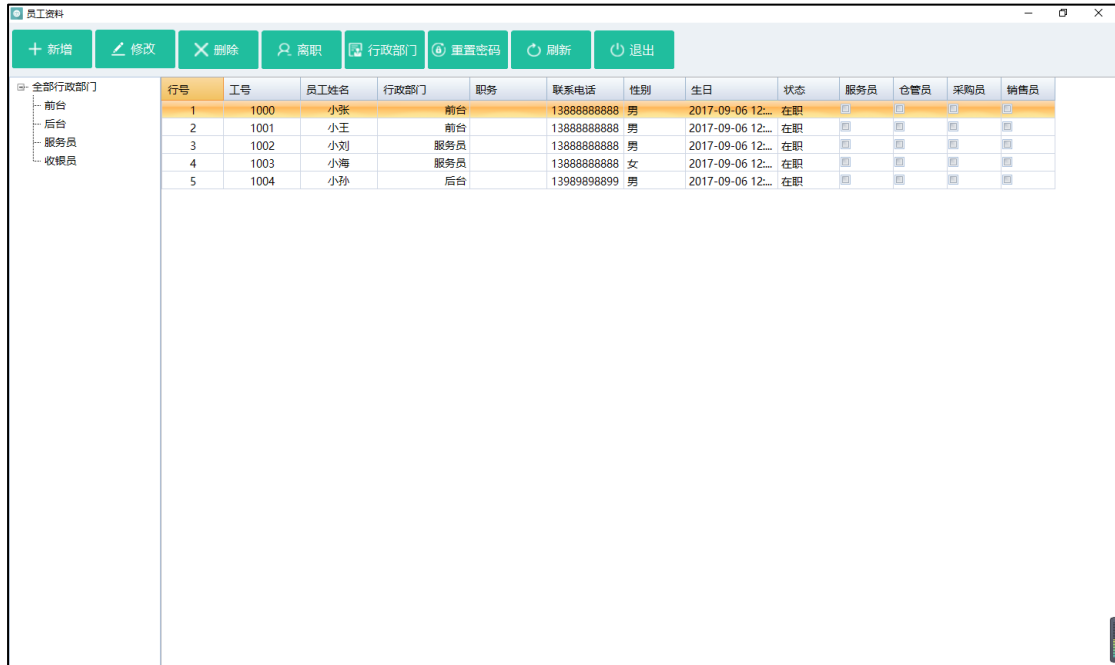 员工资料
新增 修改 删除 离职 行政部门 重置密码 刷新 退出
全部行政部门
前台
后台
服务员
收银员
行号 工号 员工姓名 行政部门 职务 联系电话 性别 生日 状态 服务员 仓管员 采购员 销售员
1 1000 小张 前台 13888888888 男 2017-09-06 12:... 在职
2 1001 小王 前台 13888888888 男 2017-09-06 12:... 在职
3 1002 小刘 服务员 13888888888 男 2017-09-06 12:... 在职
4 1003 小海 服务员 13888888888 女 2017-09-06 12:... 在职
5 1004 小孙 后台 13989898899 男 2017-09-06 12:... 在职